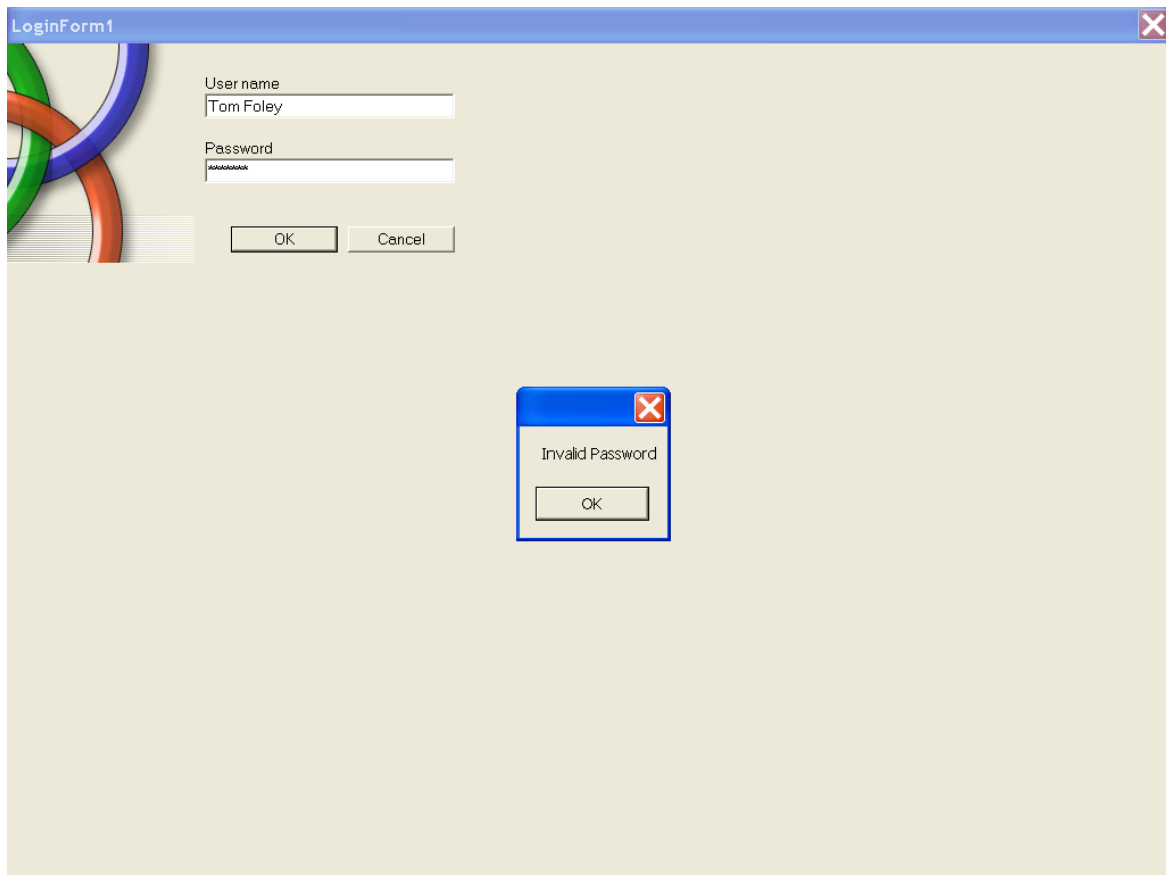 LoginForm1
User name
Tom Foley
Password
*******
OK Cancel
Invalid Password
OK